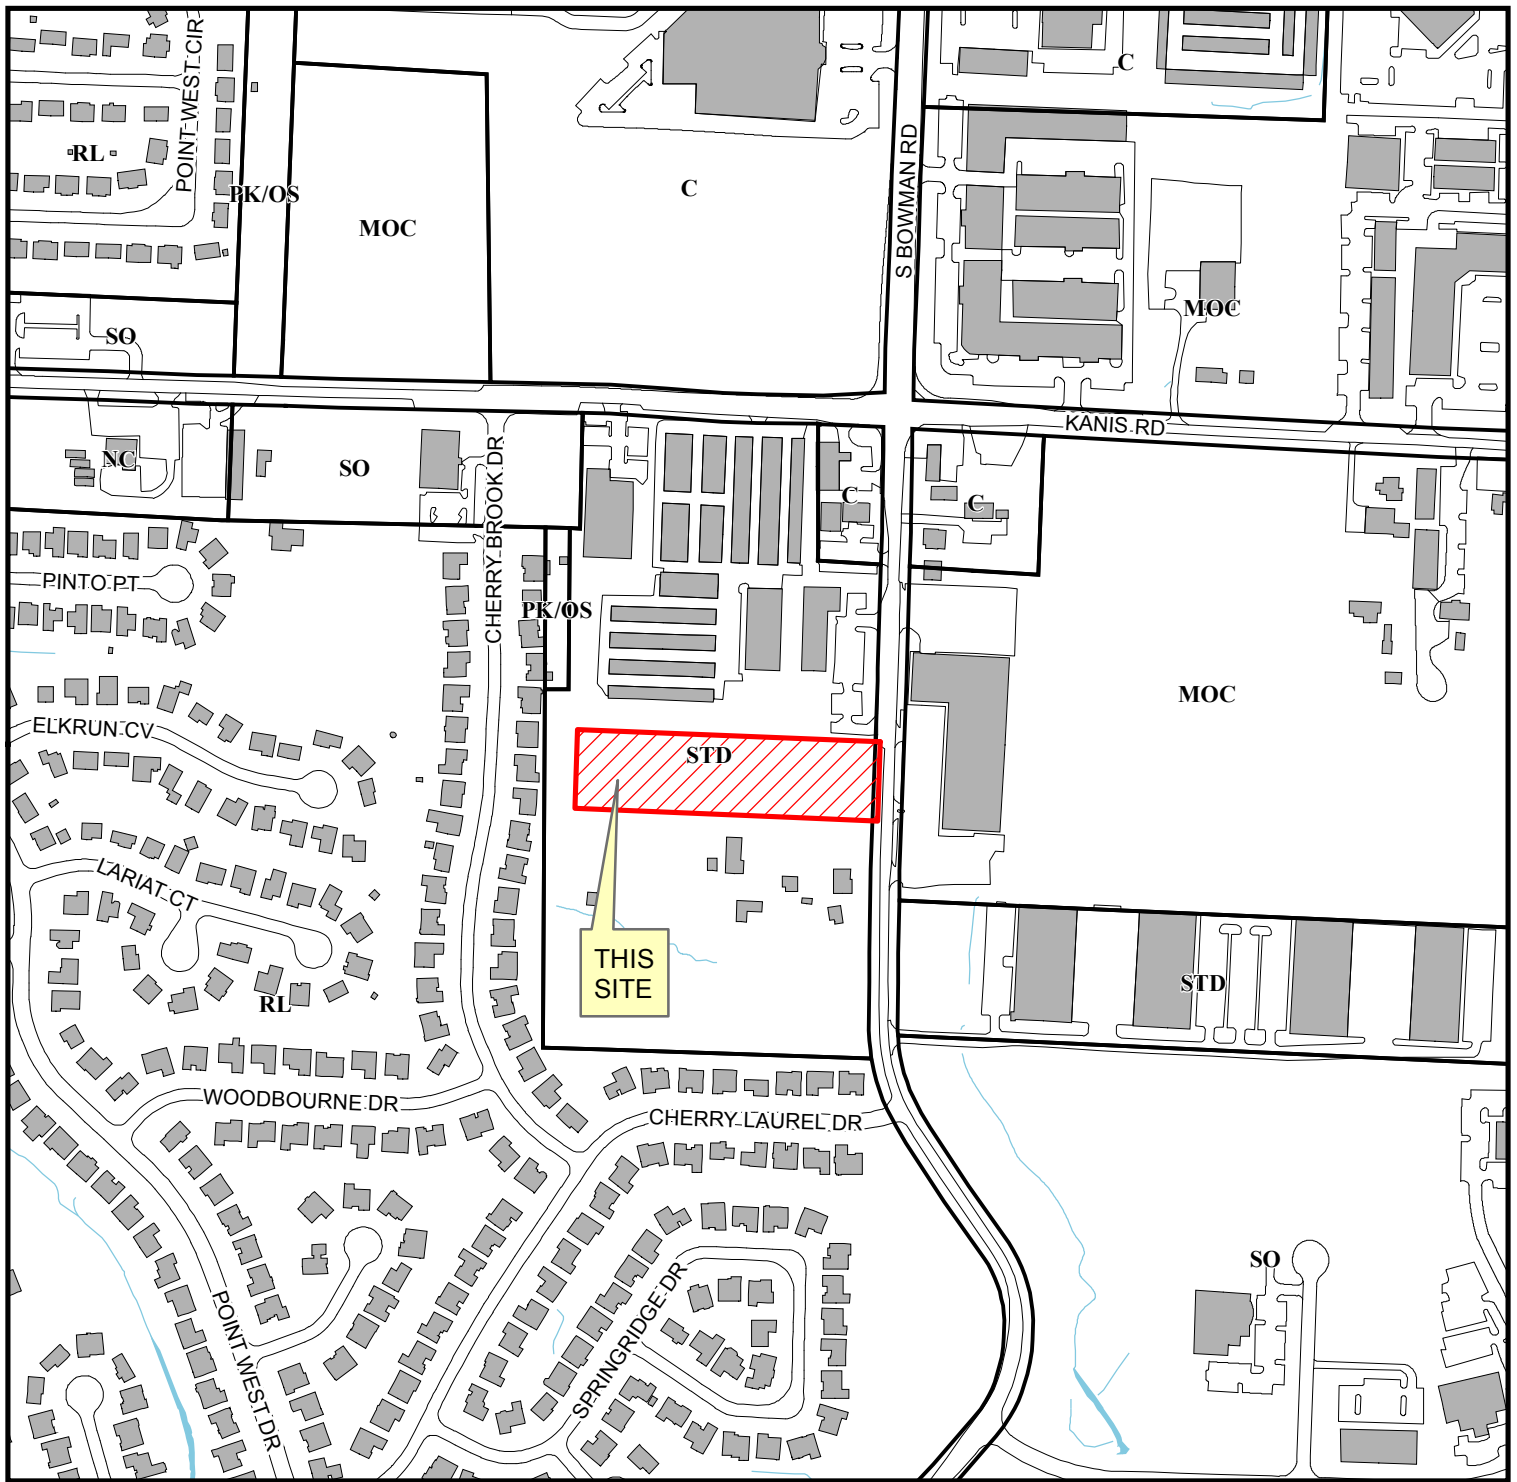 POINT WEST CIR
C
RL
PK/OS
MOC
C
S BOWMAN RD
MOC
SO
KANIS RD
NC
SO
CHERRY BROOK DR
C
C
PINTO PT
PK/OS
MOC
ELKRUN CV
STD
LARIAT CT
THIS
SITE
STD
RL
WOODBOURNE DR
CHERRY LAUREL DR
SO
POINT WEST DR
SPRINGRIDGE DR